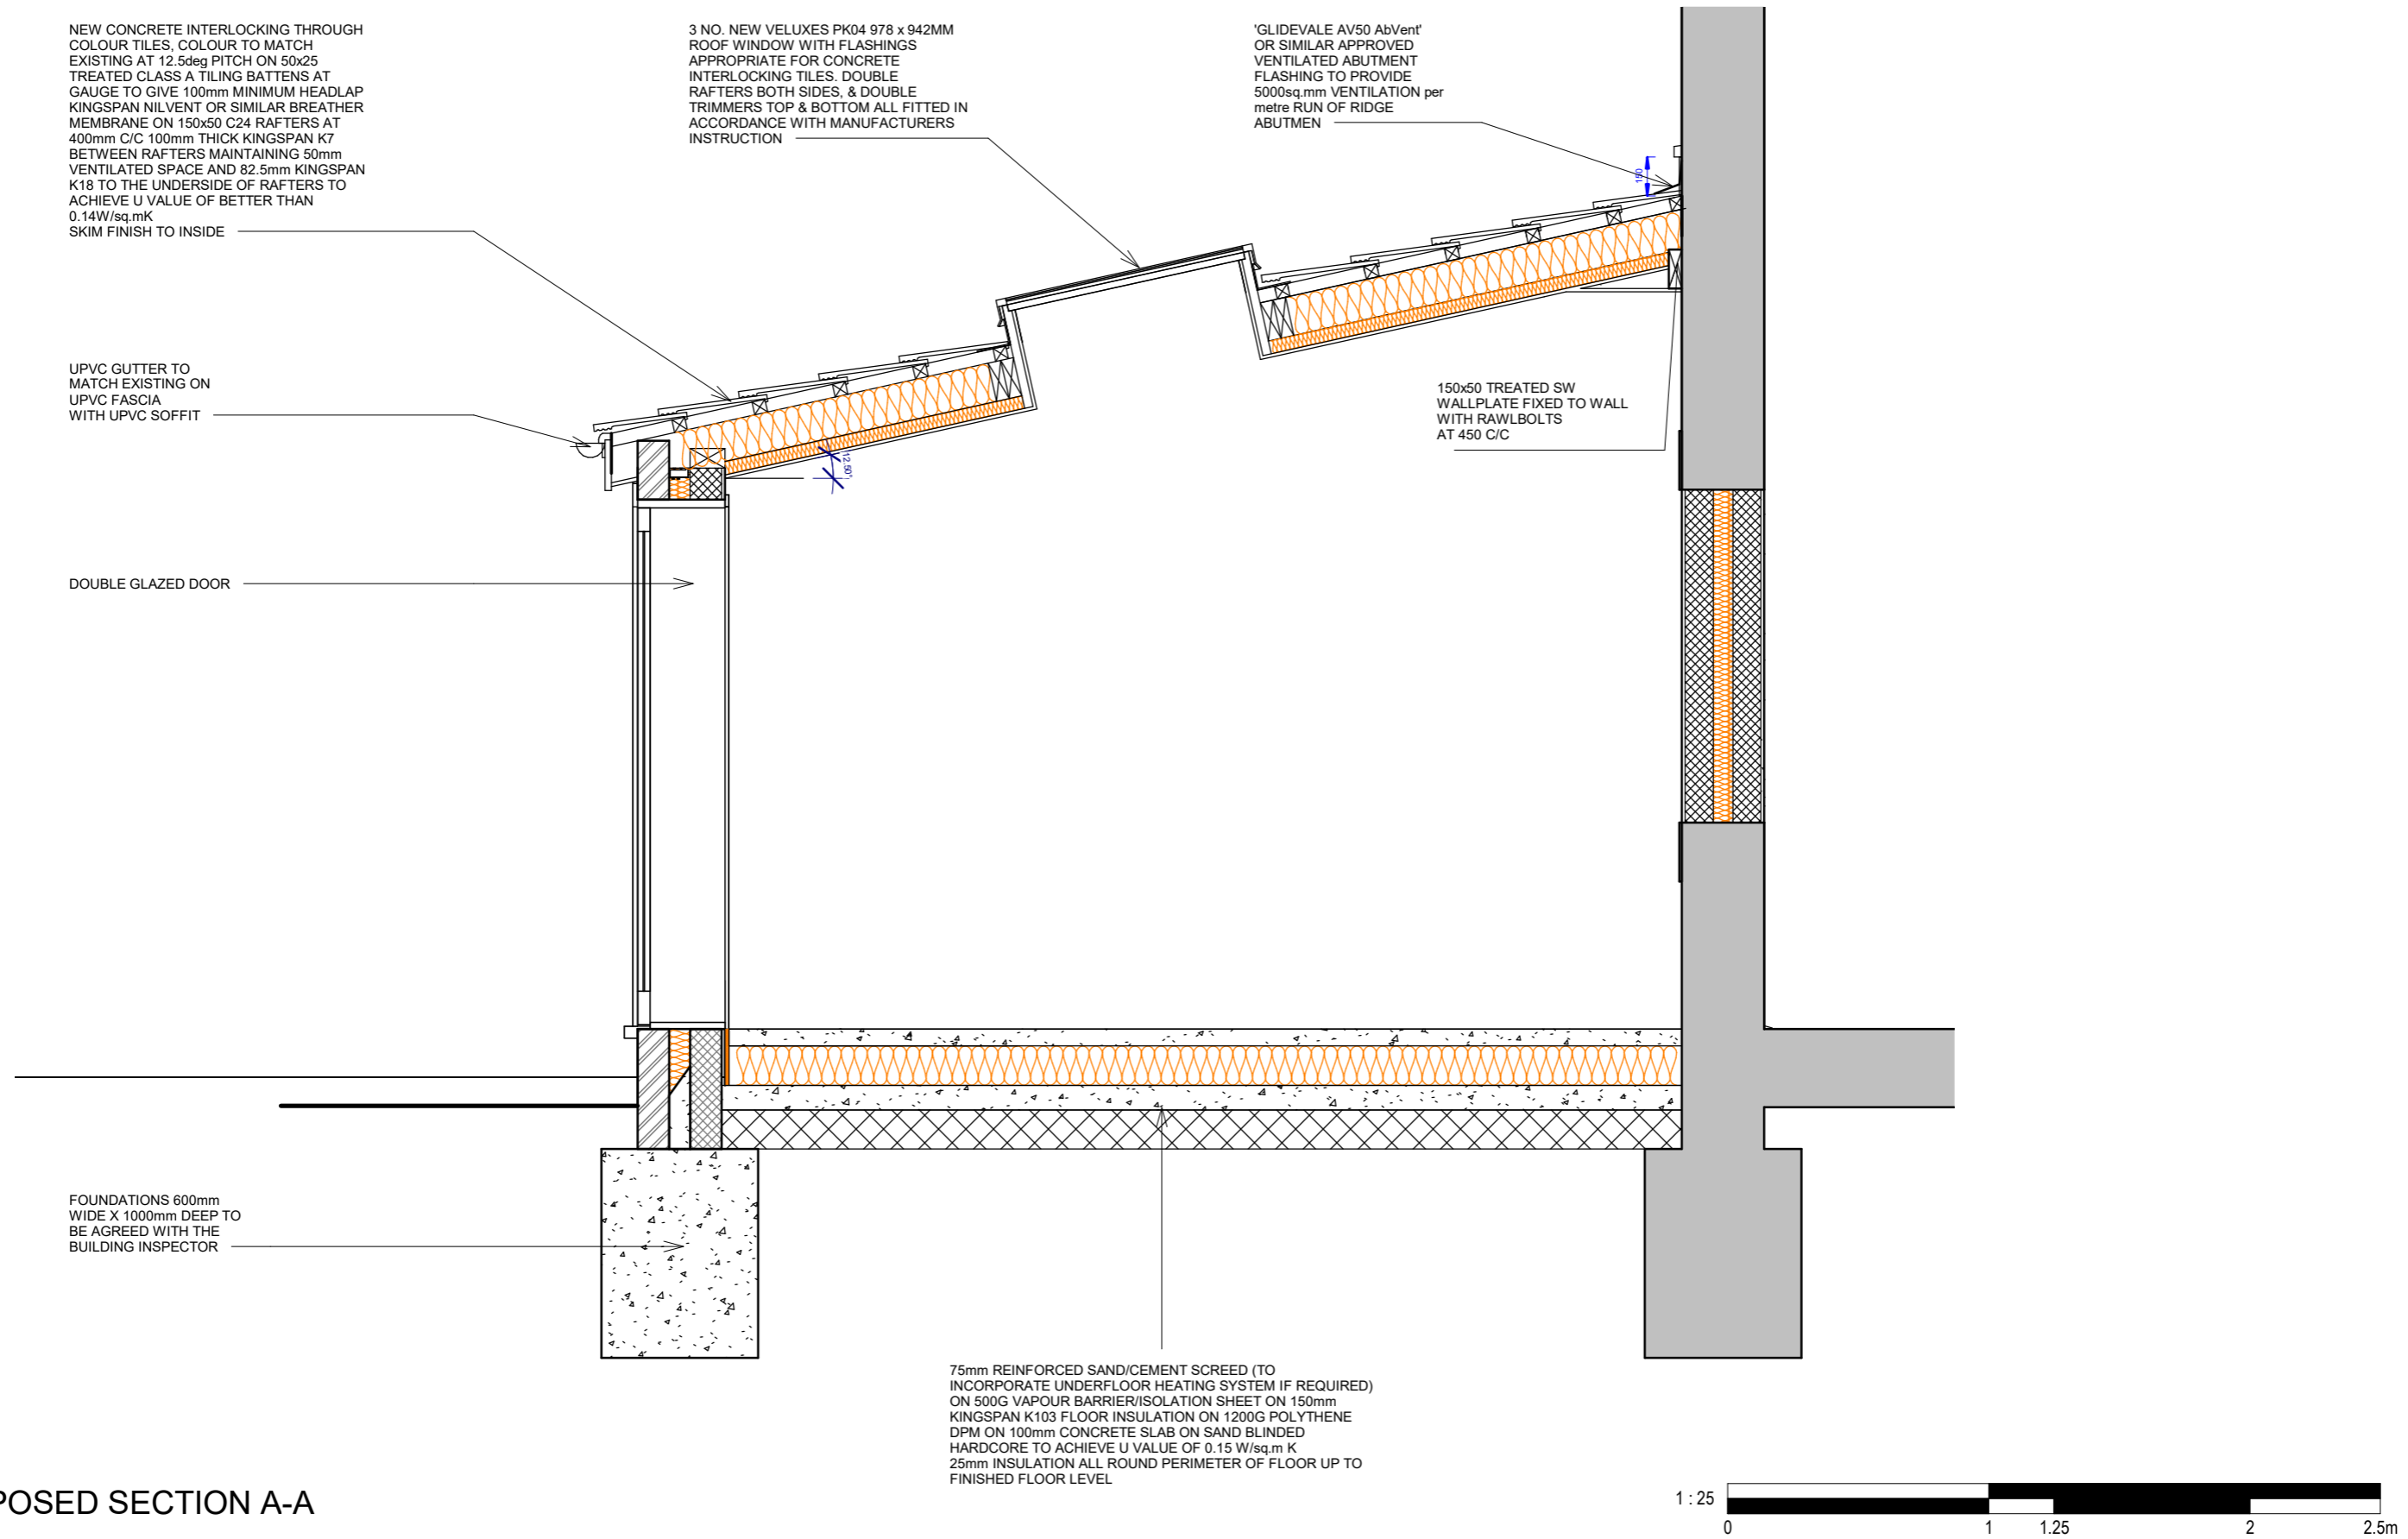 NEW CONCRETE INTERLOCKING THROUGH
COLOUR TILES, COLOUR TO MATCH
EXISTING AT 12.5deg PITCH ON 50x25
TREATED CLASS A TILING BATTENS AT
GAUGE TO GIVE 100mm MINIMUM HEADLAP
KINGSPAN NILVENT OR SIMILAR BREATHER
MEMBRANE ON 150x50 C24 RAFTERS AT
400mm C/C 100mm THICK KINGSPAN K7
BETWEEN RAFTERS MAINTAINING 50mm
VENTILATED SPACE AND 82.5mm KINGSPAN
K18 TO THE UNDERSIDE OF RAFTERS TO
ACHIEVE U VALUE OF BETTER THAN
0.14W/sq.mK
SKIM FINISH TO INSIDE
3 NO. NEW VELUXES PK04 978 x 942MM
ROOF WINDOW WITH FLASHINGS
APPROPRIATE FOR CONCRETE
INTERLOCKING TILES. DOUBLE
RAFTERS BOTH SIDES, & DOUBLE
TRIMMERS TOP & BOTTOM ALL FITTED IN
ACCORDANCE WITH MANUFACTURERS
INSTRUCTION
'GLIDEVALE AV50 AbVent'
OR SIMILAR APPROVED
VENTILATED ABUTMENT
FLASHING TO PROVIDE
5000sq.mm VENTILATION per
metre RUN OF RIDGE
ABUTMEN
150
UPVC GUTTER TO
MATCH EXISTING ON
UPVC FASCIA
WITH UPVC SOFFIT
150x50 TREATED SW
WALLPLATE FIXED TO WALL
WITH RAWLBOLTS
AT 450 C/C
12.50°
DOUBLE GLAZED DOOR
FOUNDATIONS 600mm
WIDE X 1000mm DEEP TO
BE AGREED WITH THE
BUILDING INSPECTOR
75mm REINFORCED SAND/CEMENT SCREED (TO
INCORPORATE UNDERFLOOR HEATING SYSTEM IF REQUIRED)
ON 500G VAPOUR BARRIER/ISOLATION SHEET ON 150mm
KINGSPAN K103 FLOOR INSULATION ON 1200G POLYTHENE
DPM ON 100mm CONCRETE SLAB ON SAND BLINDED
HARDCORE TO ACHIEVE U VALUE OF 0.15 W/sq.m K
25mm INSULATION ALL ROUND PERIMETER OF FLOOR UP TO
FINISHED FLOOR LEVEL
POSED SECTION A-A
1 : 25
0 1 1.25 2 2.5m